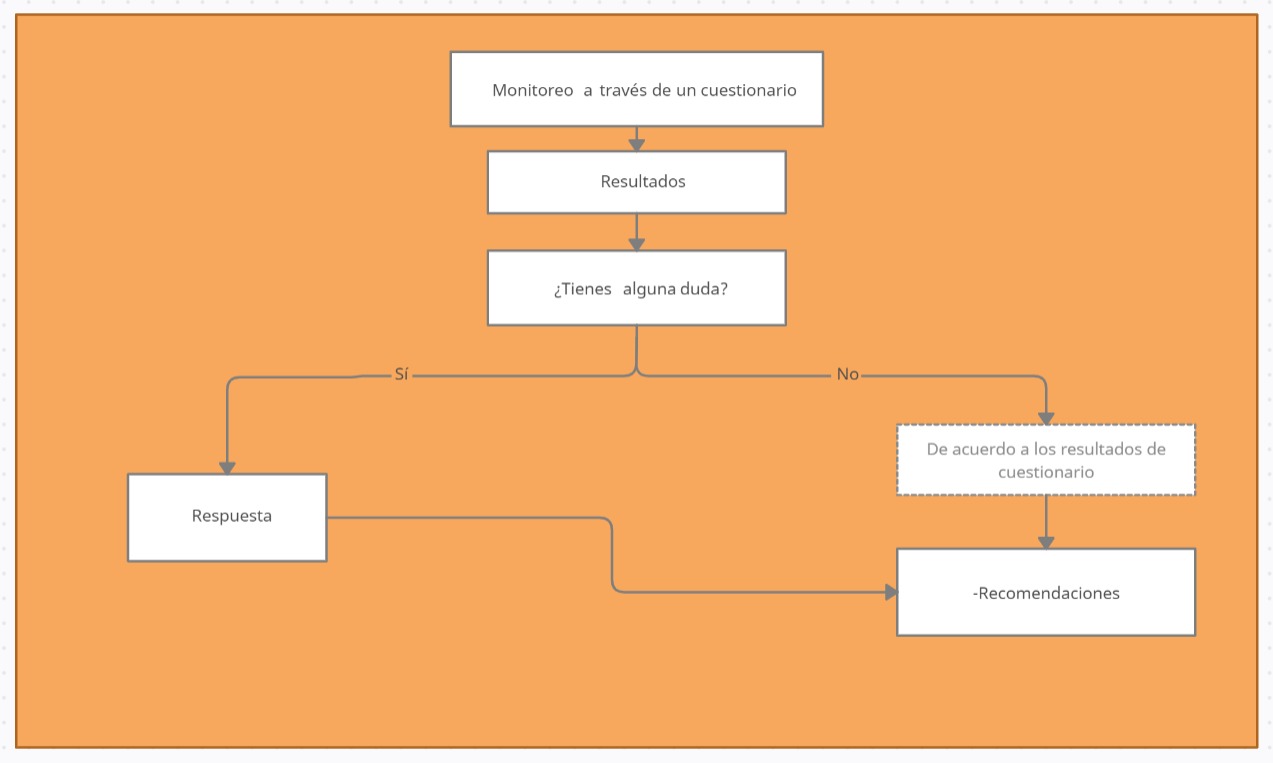 Monitoreo a través de un cuestionario
Resultados
¿Tienes alguna duda?
Sí
No
De acuerdo a los resultados de
cuestionario
Respuesta
-Recomendaciones